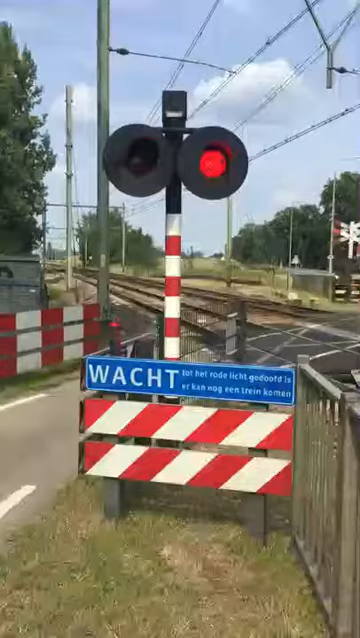 WACHT tot het rode licht gedoofd is
er kan nog een trein komen